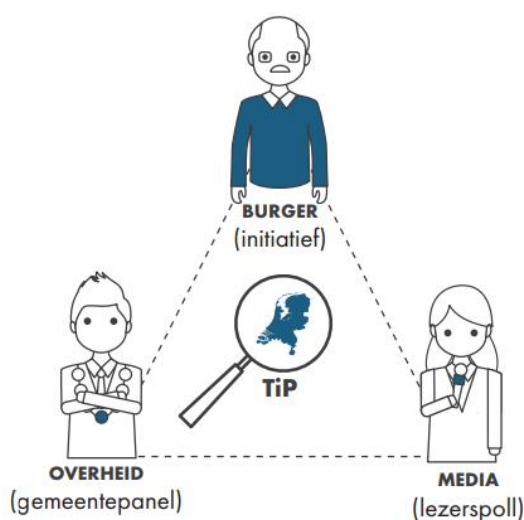 BURGER
(initiatief)
TiP
OVERHEID
(gemeentepanel)
MEDIA
(lezerspoll)